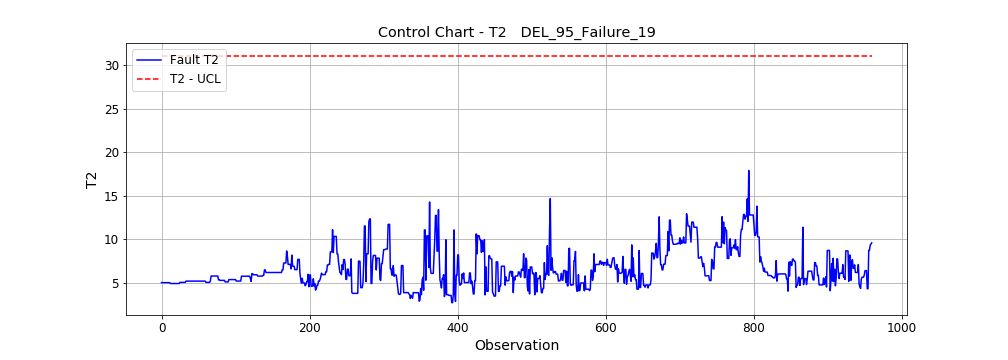 Control Chart - T2   DEL_95_Failure_19
Fault T2
T2 - UCL
30
25
20
15
10
5
T2
0
200
400
600
800
1000
Observation